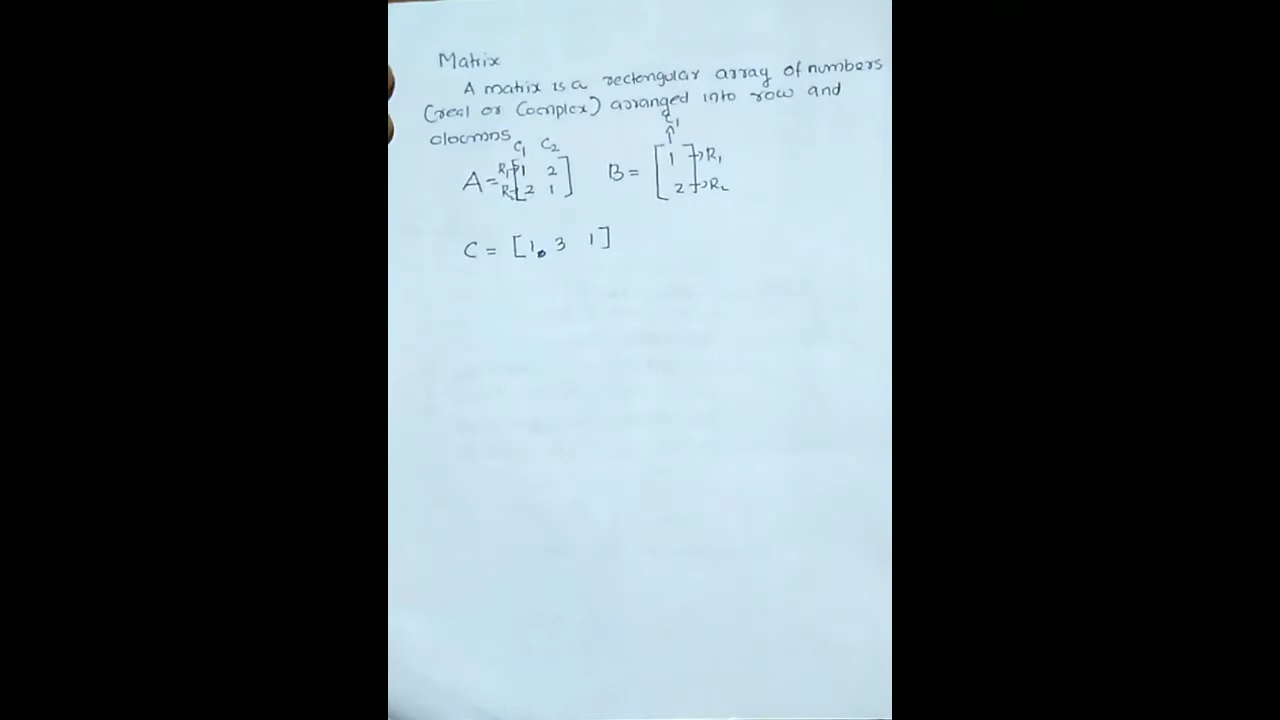 Matrix
A matrix is a rectangular array of numbers
(real or complex) arranged into row and
clocmns
C1 C2
C1
↑
A = R1→ [1 2]
R2→ [2 1]
B = [1] → R1
[2] → R2
C = [1 3 1]